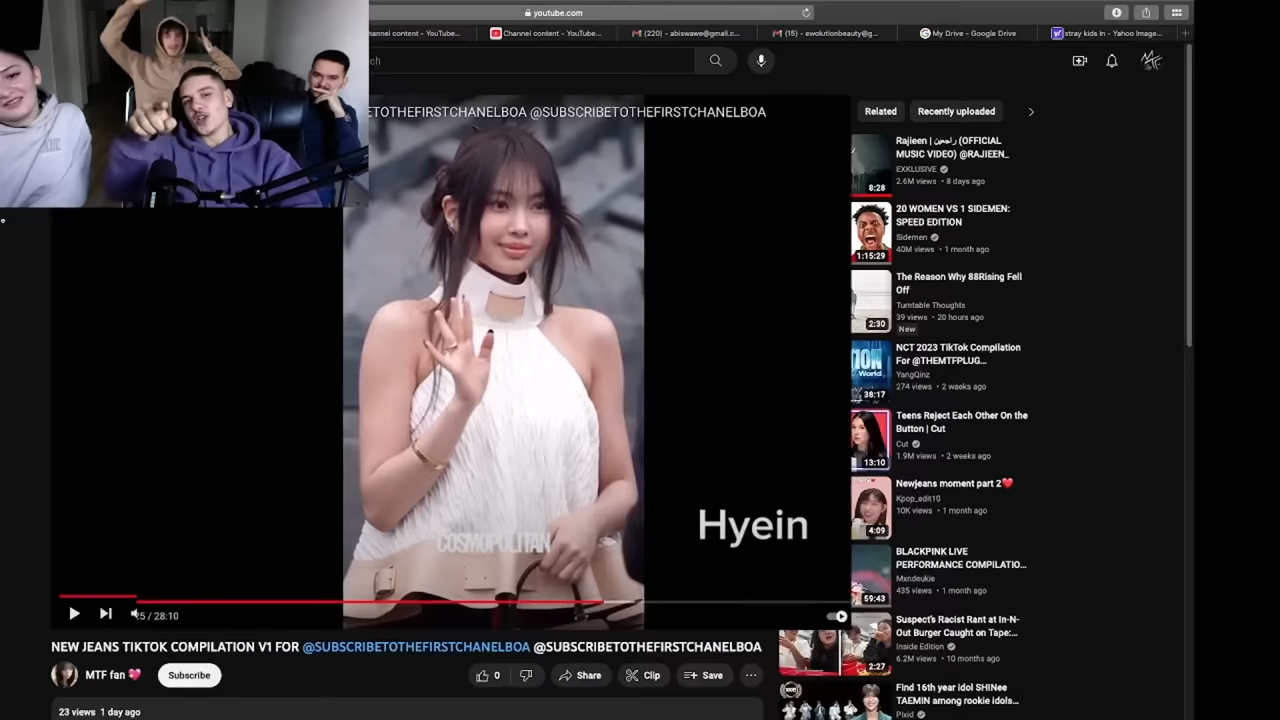 youtube.com
hannel content - YouTube...
Channel content - YouTube...
(220) - abiswawe@gmail.c...
(15) - ewolutionbeauty@g...
My Drive - Google Drive
stray kids in - Yahoo Image...
ch
ETOTHEFIRSTCHANELBOA @SUBSCRIBETOTHEFIRSTCHANELBOA
Hyein
COSMOPOLITAN
5 / 28:10
NEW JEANS TIKTOK COMPILATION V1 FOR @SUBSCRIBETOTHEFIRSTCHANELBOA @SUBSCRIBETOTHEFIRSTCHANELBOA
MTF fan 💖
Subscribe
0
Share
Clip
Save
23 views 1 day ago
Related
Recently uploaded
Rajieen | راجعين (OFFICIAL
MUSIC VIDEO) @RAJIEEN_
EXKLUSIVE
2.6M views • 8 days ago
8:28
20 WOMEN VS 1 SIDEMEN:
SPEED EDITION
Sidemen
40M views • 1 month ago
1:15:29
The Reason Why 88Rising Fell
Off
Turntable Thoughts
39 views • 20 hours ago
New
2:30
NCT 2023 TikTok Compilation
For @THEMTFPLUG...
YangQinz
274 views • 2 weeks ago
ION
World
38:17
Teens Reject Each Other On the
Button | Cut
Cut
1.9M views • 2 weeks ago
13:10
Newjeans moment part 2❤️
Kpop_edit10
10K views • 1 month ago
4:09
BLACKPINK LIVE
PERFORMANCE COMPILATIO...
Mxndeukie
435 views • 1 month ago
59:43
Suspect's Racist Rant at In-N-
Out Burger Caught on Tape:...
Inside Edition
6.2M views • 10 months ago
2:27
Find 16th year idol SHINee
TAEMIN among rookie idols...
Pixid